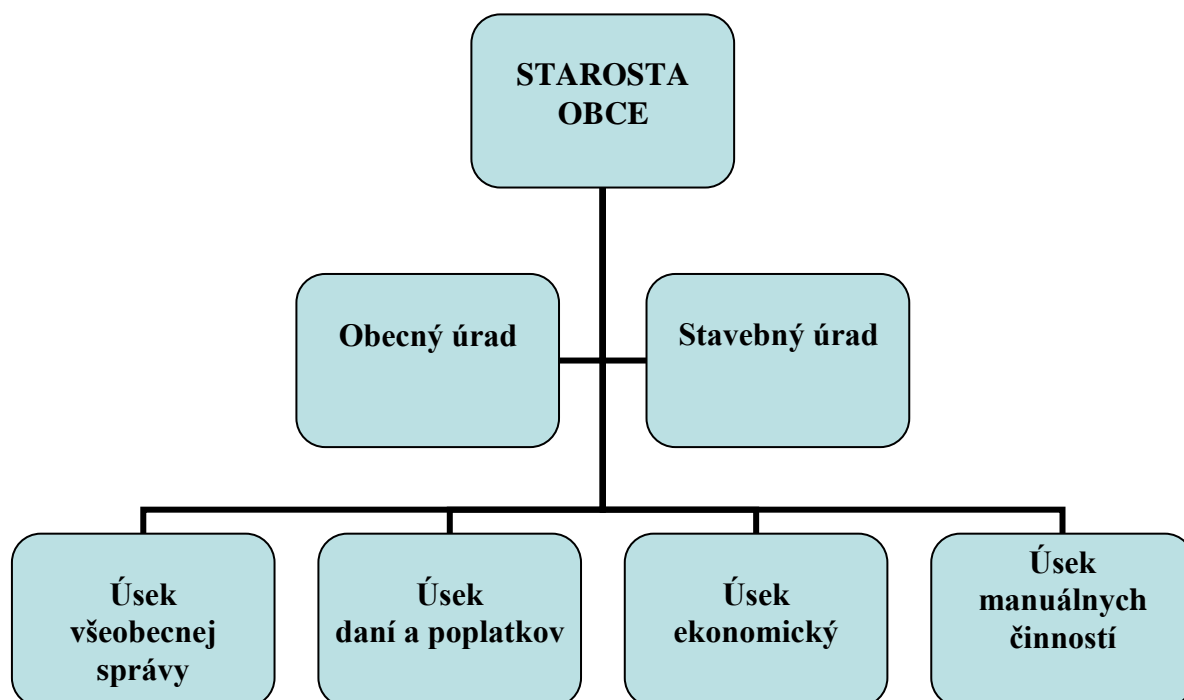 STAROSTA
OBCE
Obecný úrad
Stavebný úrad
Úsek
všeobecnej
správy
Úsek
daní a poplatkov
Úsek
ekonomický
Úsek
manuálnych
činností